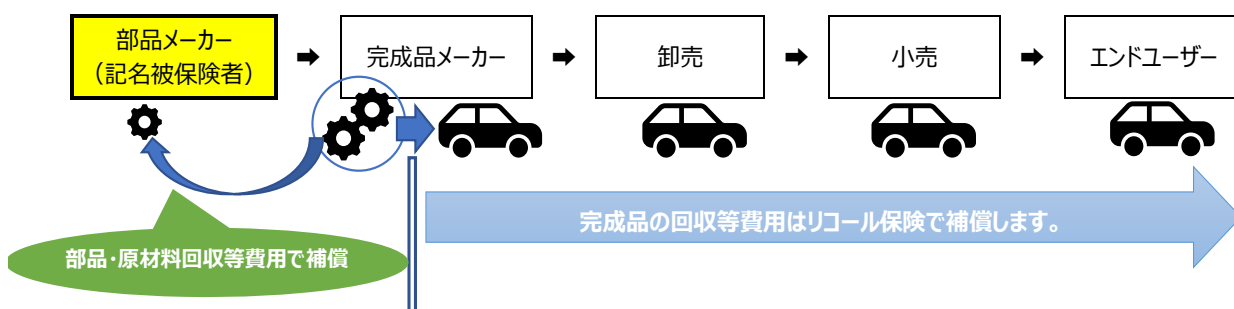 部品メーカー
（記名被保険者）
➡
完成品メーカー
➡
卸売
➡
小売
➡
エンドユーザー
完成品の回収等費用はリコール保険で補償します。
部品・原材料回収等費用で補償